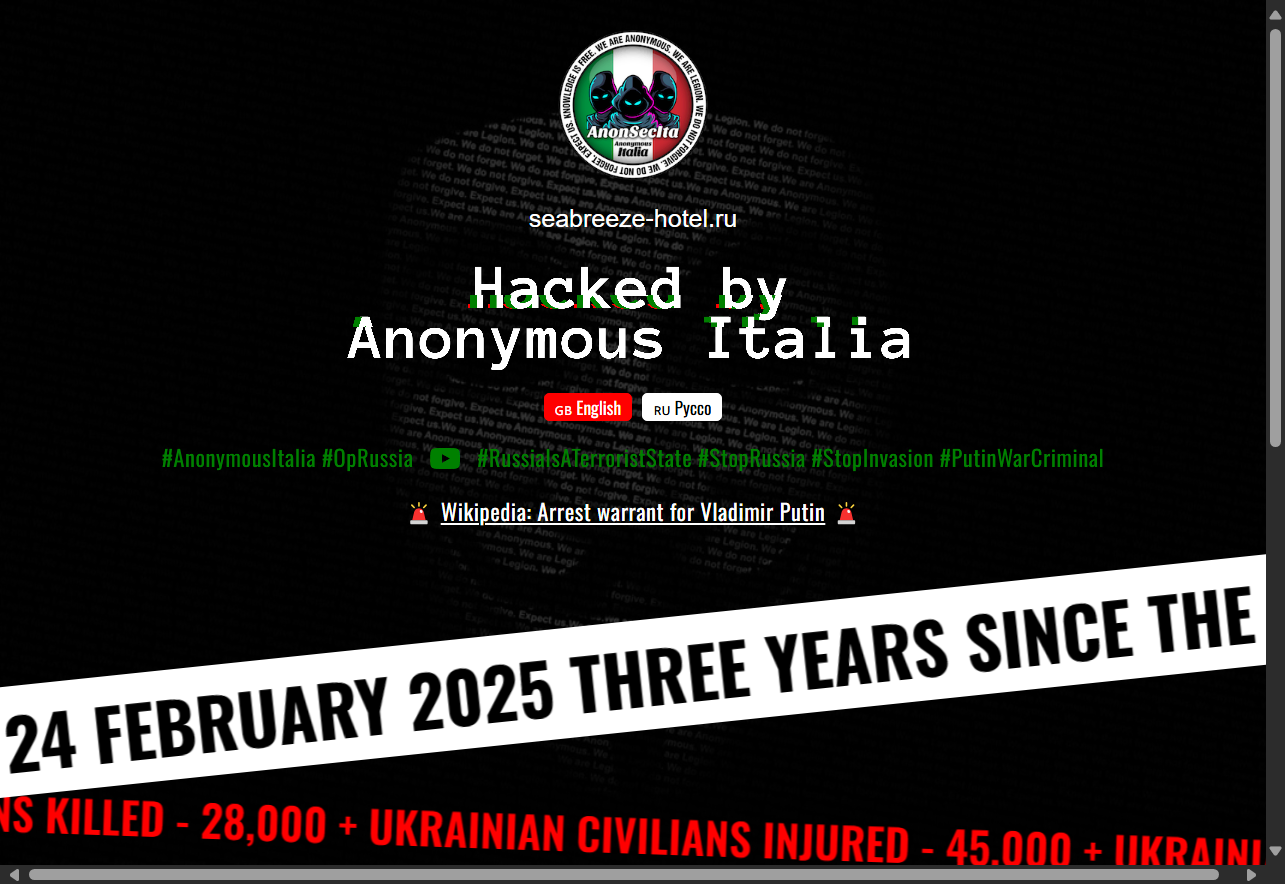 WE ARE ANONYMOUS. WE ARE LEGION. WE DO NOT FORGIVE. WE DO NOT FORGET. EXPECT US. KNOWLEDGE IS FREE.
AnonSecIta
Anonymous
Italia
seabreeze-hotel.ru
Hacked by
Anonymous Italia
GB English
RU Руссо
#AnonymousItalia #OpRussia #RussiaIsATerroristState #StopRussia #StopInvasion #PutinWarCriminal
Wikipedia: Arrest warrant for Vladimir Putin
24 FEBRUARY 2025 THREE YEARS SINCE THE
NS KILLED - 28,000 + UKRAINIAN CIVILIANS INJURED - 45.000 + UKRAINI